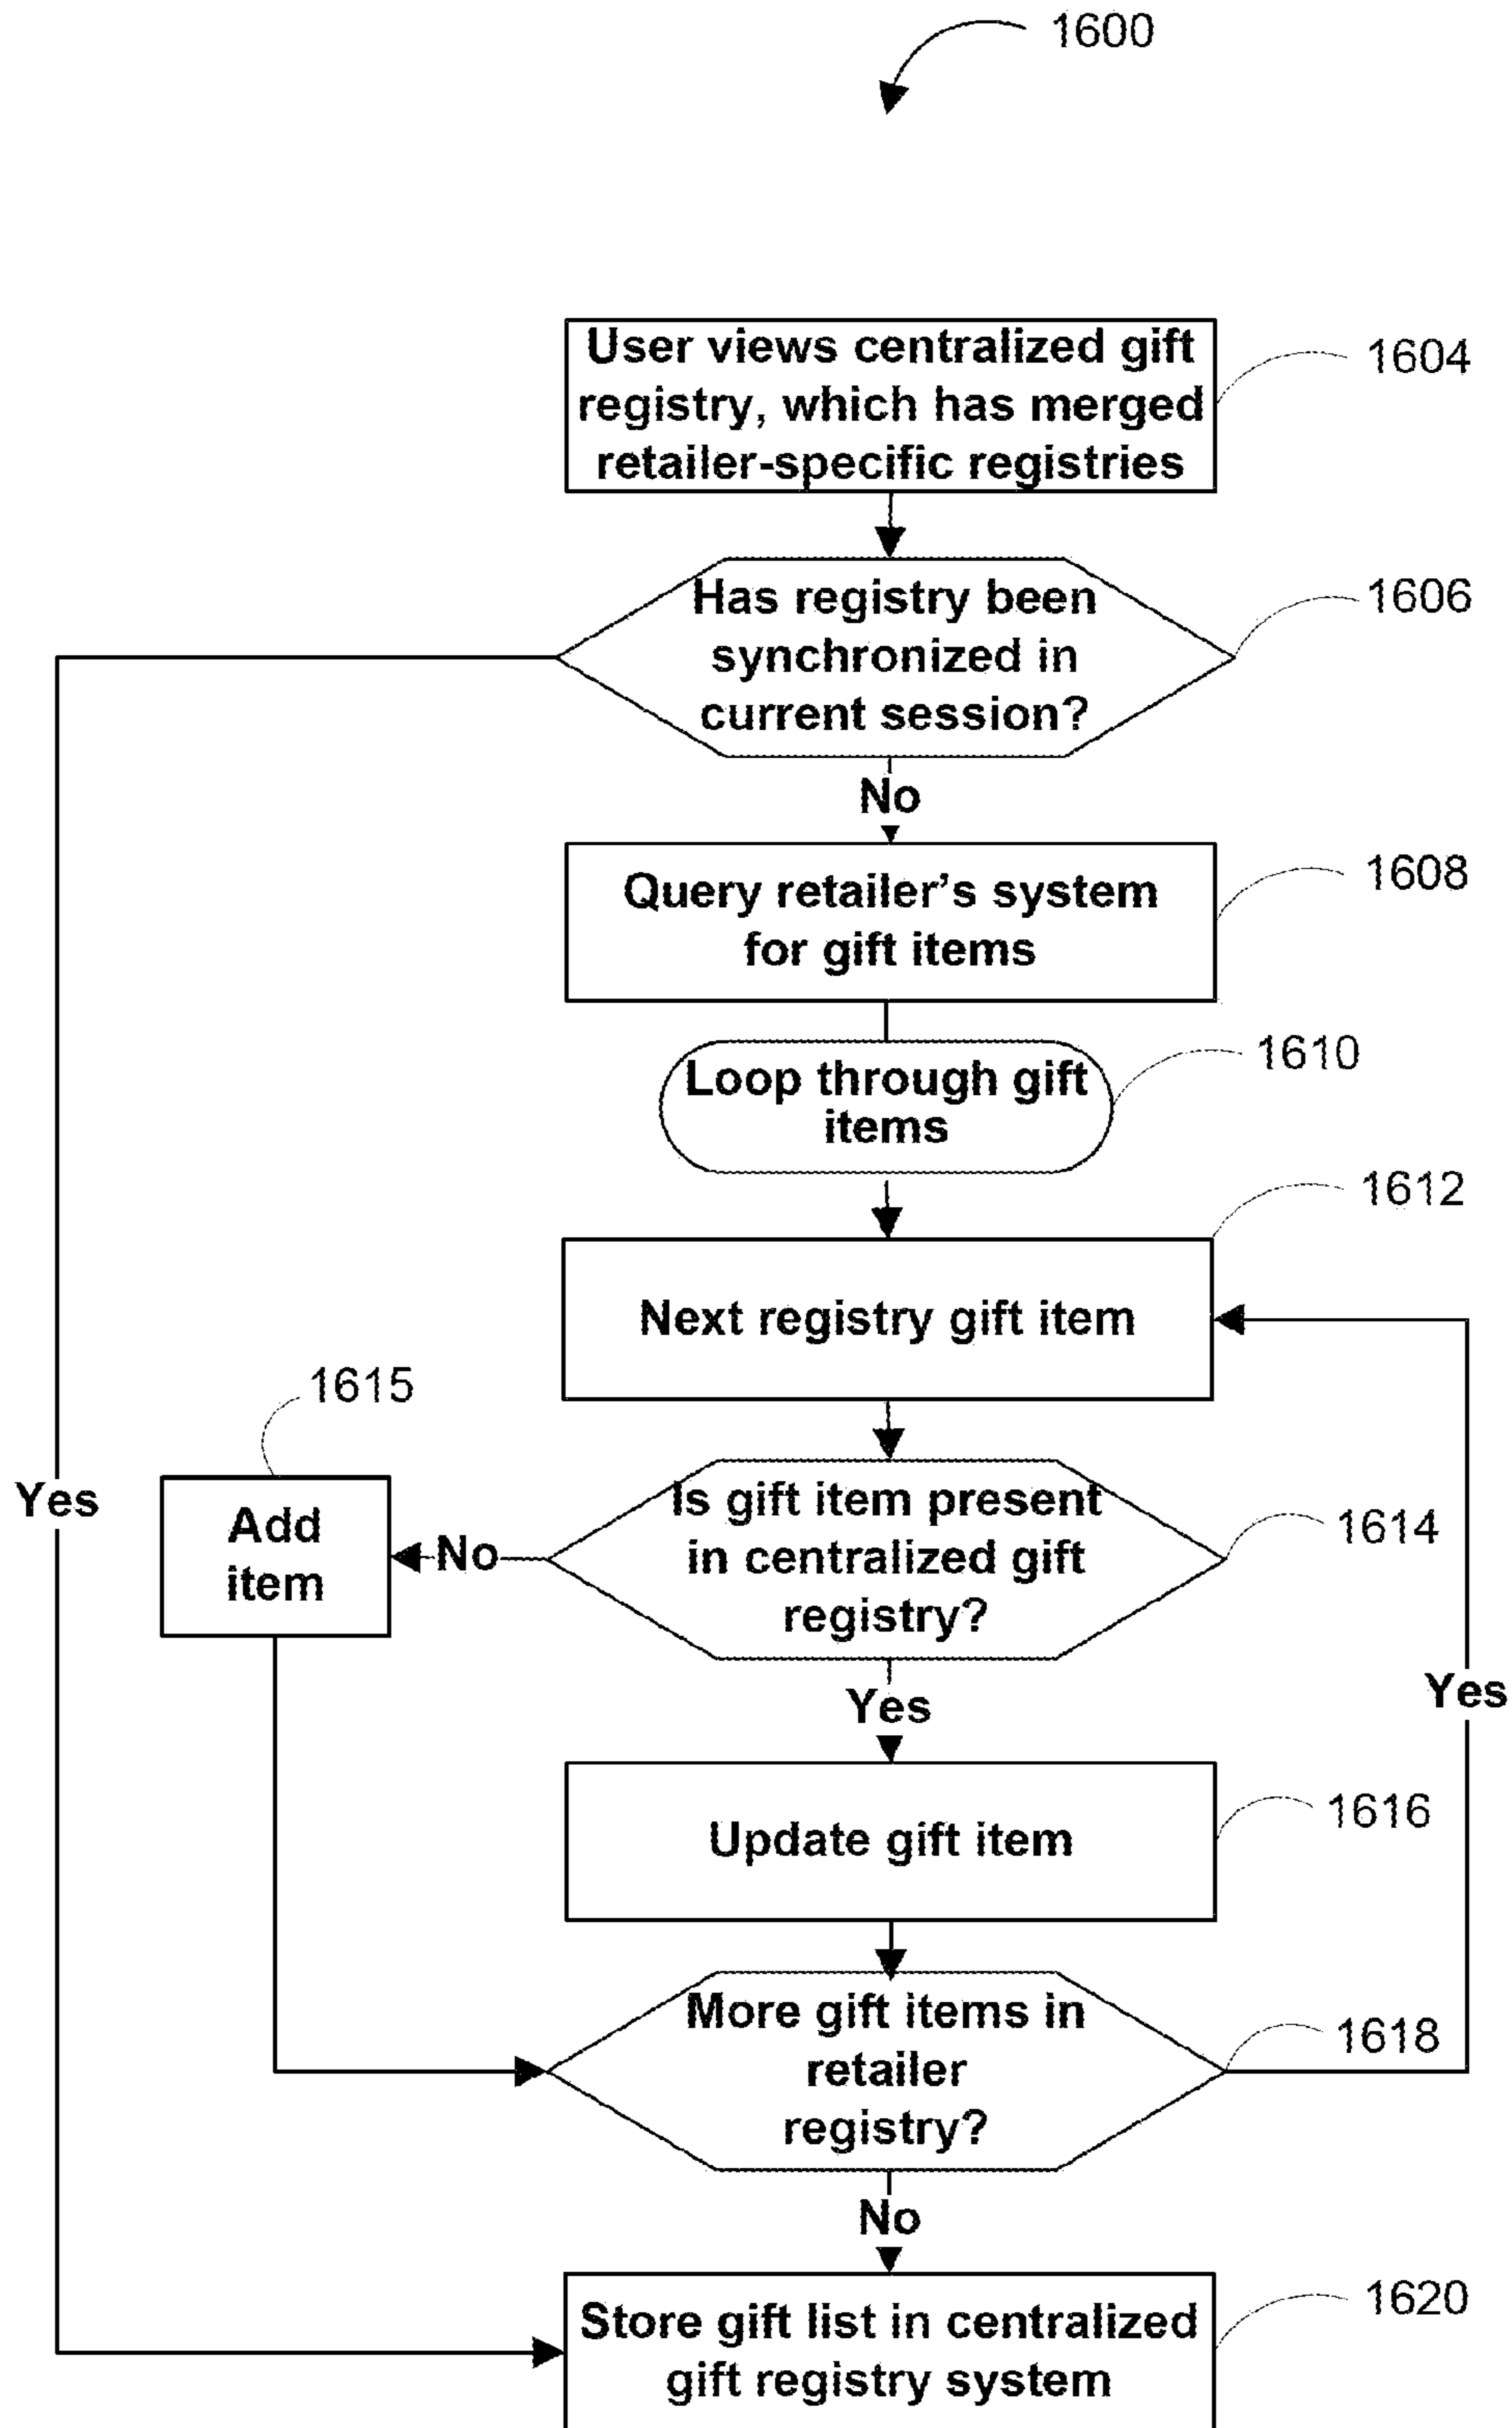 1600
User views centralized gift
registry, which has merged
retailer-specific registries
1604
Has registry been
synchronized in
current session?
1606
No
Query retailer's system
for gift items
1608
Loop through gift
items
1610
1612
Next registry gift item
1615
Yes
Add
item
No
Is gift item present
in centralized gift
registry?
1614
Yes
Yes
Update gift item
1616
More gift items in
retailer
registry?
1618
No
Store gift list in centralized
gift registry system
1620